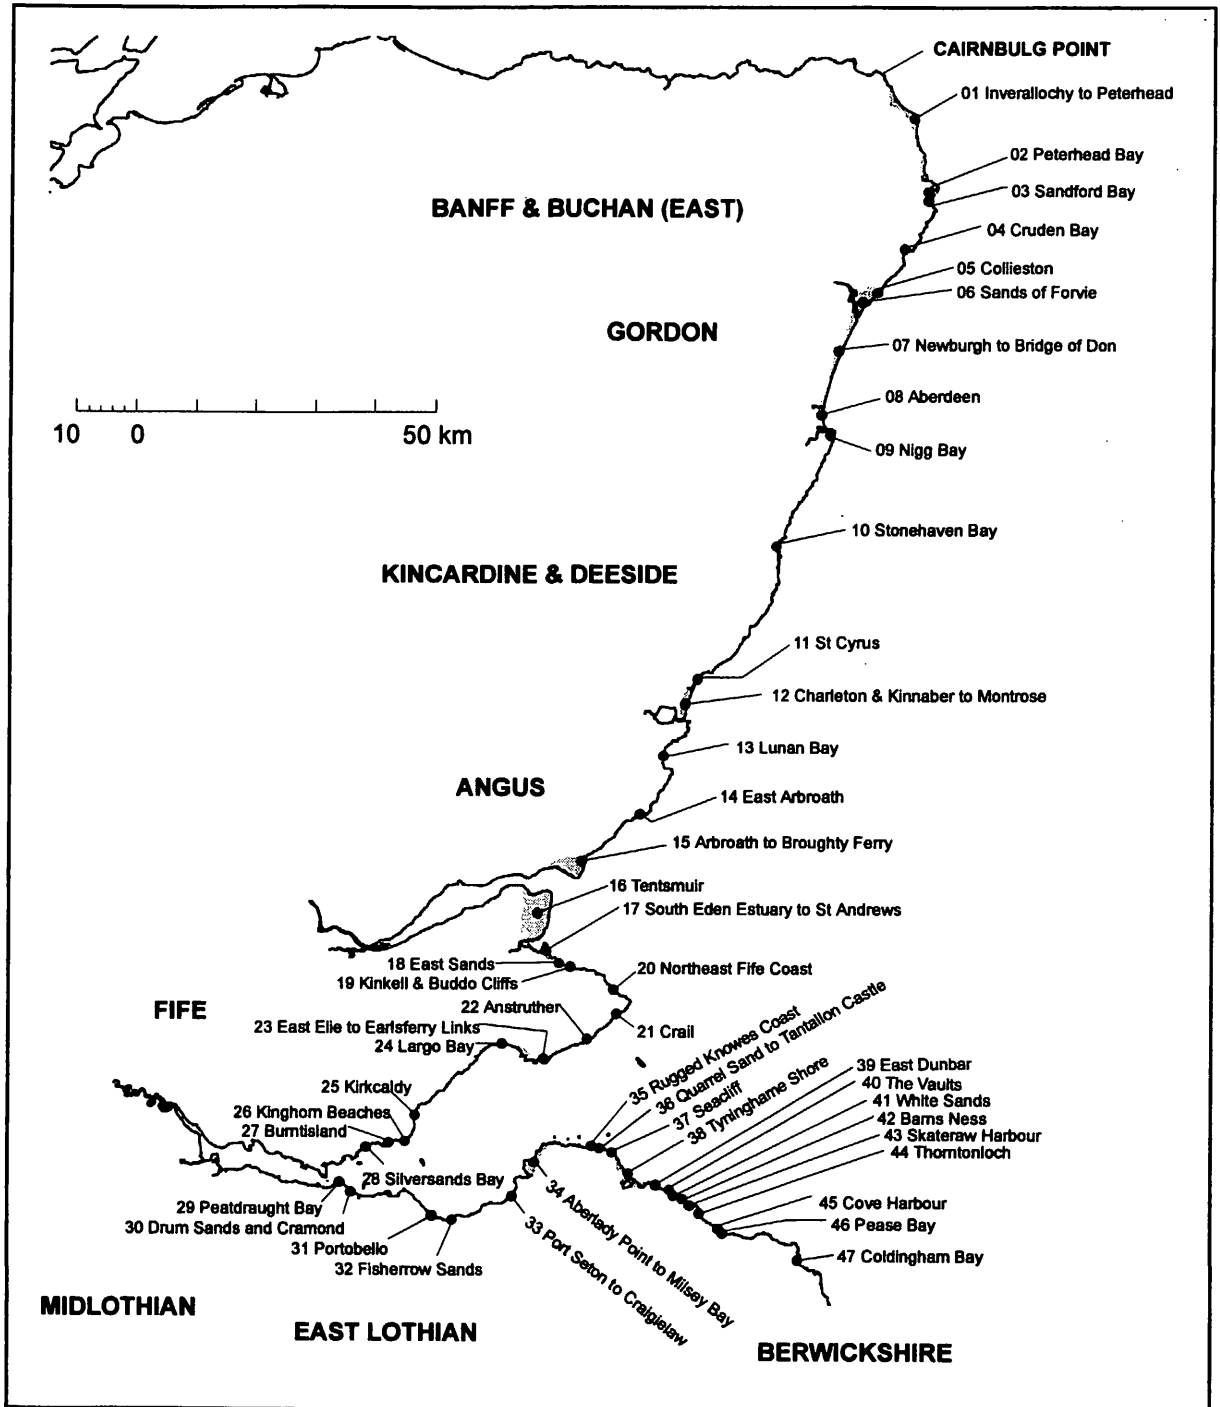 CAIRNBULG POINT
01 Inverallochy to Peterhead
02 Peterhead Bay
03 Sandford Bay
BANFF & BUCHAN (EAST)
04 Cruden Bay
05 Collieston
06 Sands of Forvie
GORDON
07 Newburgh to Bridge of Don
08 Aberdeen
10 0 50 km
09 Nigg Bay
10 Stonehaven Bay
KINCARDINE & DEESIDE
11 St Cyrus
12 Charleton & Kinnaber to Montrose
13 Lunan Bay
ANGUS
14 East Arbroath
15 Arbroath to Broughty Ferry
16 Tentsmuir
17 South Eden Estuary to St Andrews
18 East Sands
19 Kinkell & Buddo Cliffs
20 Northeast Fife Coast
FIFE
22 Anstruther
21 Crail
23 East Elie to Earlsferry Links
24 Largo Bay
25 Kirkcaldy
26 Kinghorn Beaches
27 Burntisland
28 Silversands Bay
29 Peatdraught Bay
30 Drum Sands and Cramond
31 Portobello
32 Fisherrow Sands
33 Port Seton to Craigielaw
34 Aberlady Point to Milsey Bay
35 Rugged Knowes Coast
36 Quarrel Sand to Tantallon Castle
37 Seacliff
38 Tyninghame Shore
39 East Dunbar
40 The Vaults
41 White Sands
42 Barns Ness
43 Skateraw Harbour
44 Thorntonloch
45 Cove Harbour
46 Pease Bay
47 Coldingham Bay
MIDLOTHIAN
EAST LOTHIAN
BERWICKSHIRE